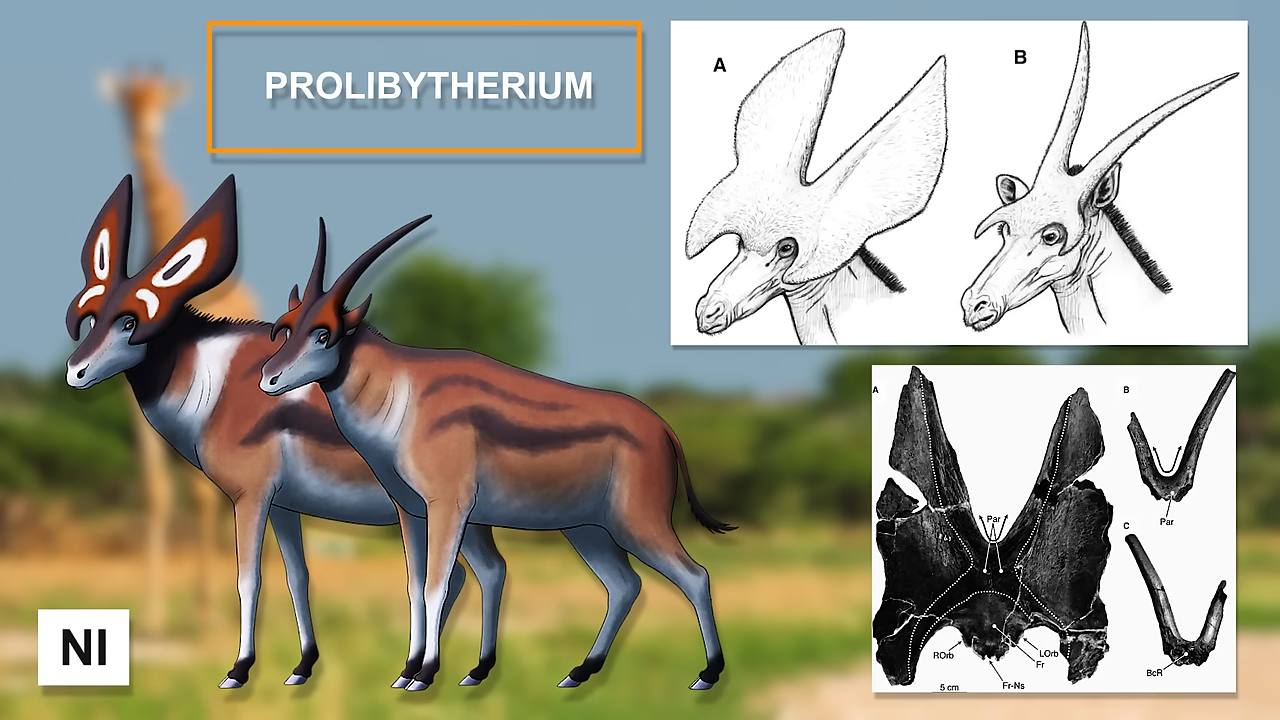 PROLIBYTHERIUM
A
B
A
B
Par
Par
C
ROrb
LOrb
Fr
Fr-Ns
5 cm
BcR
NI